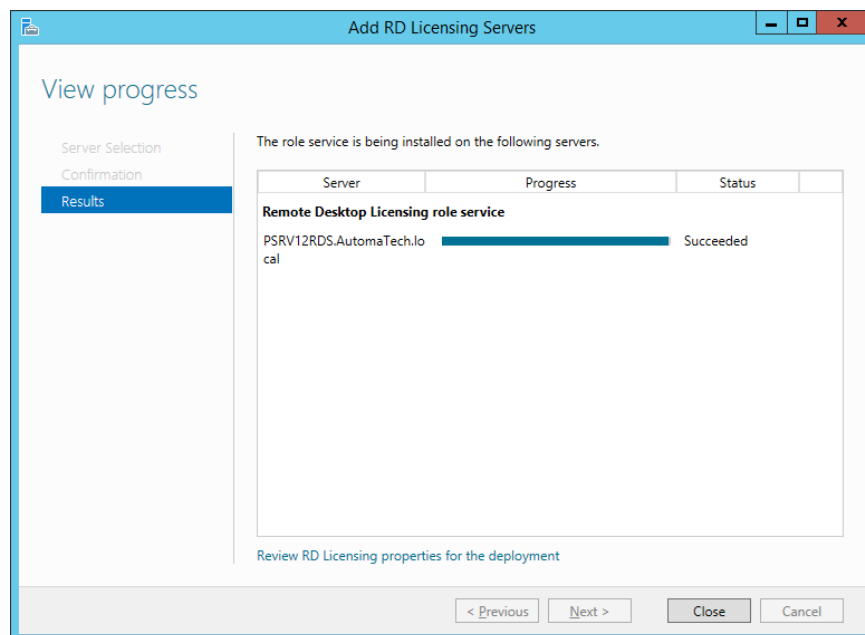 Add RD Licensing Servers
View progress
Server Selection
Confirmation
Results
The role service is being installed on the following servers.
Server Progress Status
Remote Desktop Licensing role service
PSRV12RDS.AutomaTech.lo Succeeded
cal
Review RD Licensing properties for the deployment
< Previous Next > Close Cancel